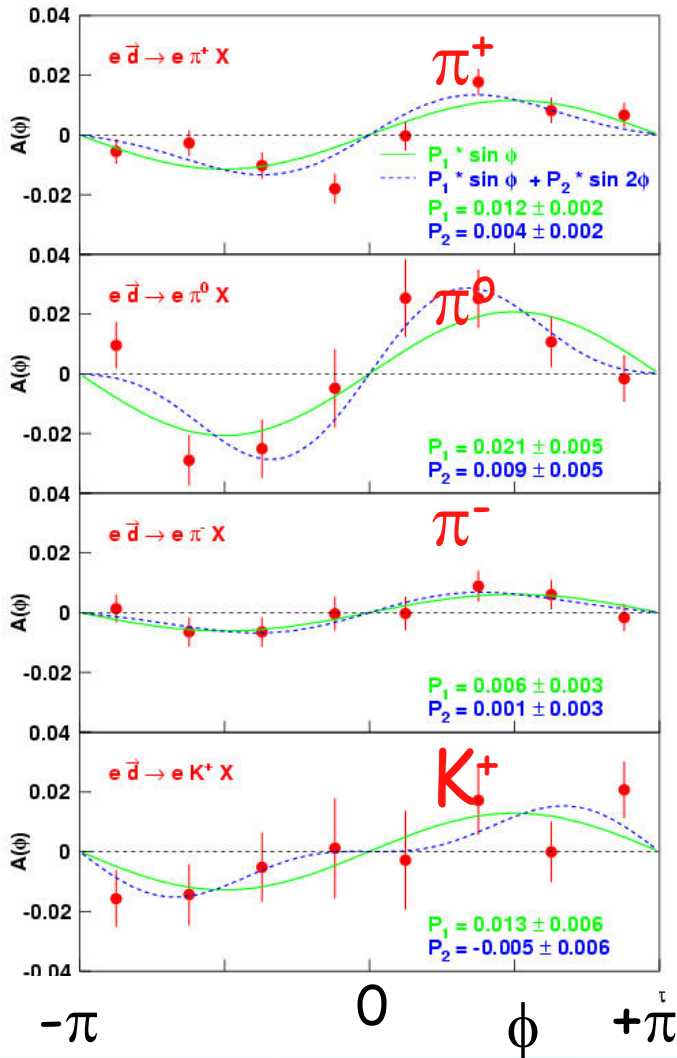 0.04
0.02
0
-0.02
A(ϕ)
e d⃗ → e π⁺ X
π⁺
P₁ * sin ϕ
P₁ * sin ϕ + P₂ * sin 2ϕ
P₁ = 0.012 ± 0.002
P₂ = 0.004 ± 0.002
0.04
0.02
0
-0.02
A(ϕ)
e d⃗ → e π⁰ X
π⁰
P₁ = 0.021 ± 0.005
P₂ = 0.009 ± 0.005
0.04
0.02
0
-0.02
A(ϕ)
e d⃗ → e π⁻ X
π⁻
P₁ = 0.006 ± 0.003
P₂ = 0.001 ± 0.003
0.04
0.02
0
-0.02
-0.04
A(ϕ)
e d⃗ → e K⁺ X
K⁺
P₁ = 0.013 ± 0.006
P₂ = -0.005 ± 0.006
-π 0 ϕ +π